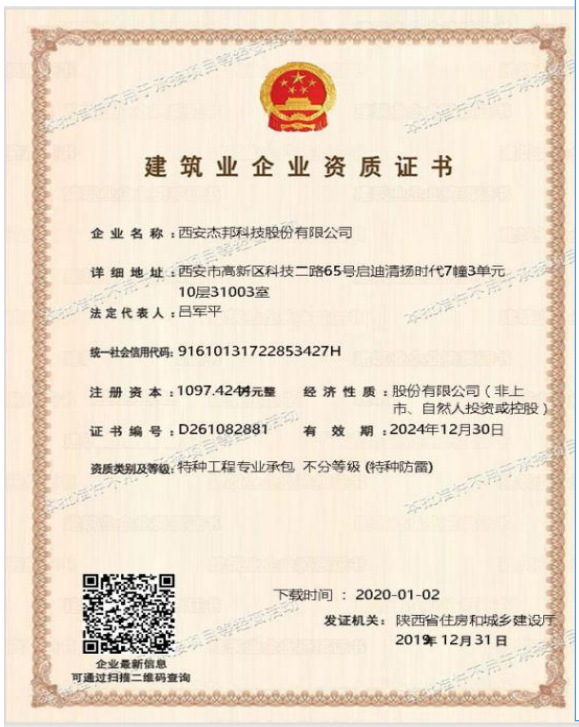 建筑业企业资质证书
企业名称:西安杰邦科技股份有限公司
详细地址:西安市高新区科技二路65号启迪清扬时代7幢3单元
10层31003室
法定代表人:吕军平
统一社会信用代码:91610131722853427H
注册资本:1097.4244万元整 经济性质:股份有限公司(非上
市、自然人投资或控股)
证书编号:D261082881 有效期:2024年12月30日
资质类别及等级:特种工程专业承包 不分等级 (特种防雷)
下载时间 : 2020-01-02
发证机关: 陕西省住房和城乡建设厅
2019年12月31日
企业最新信息
可通过扫描二维码查询